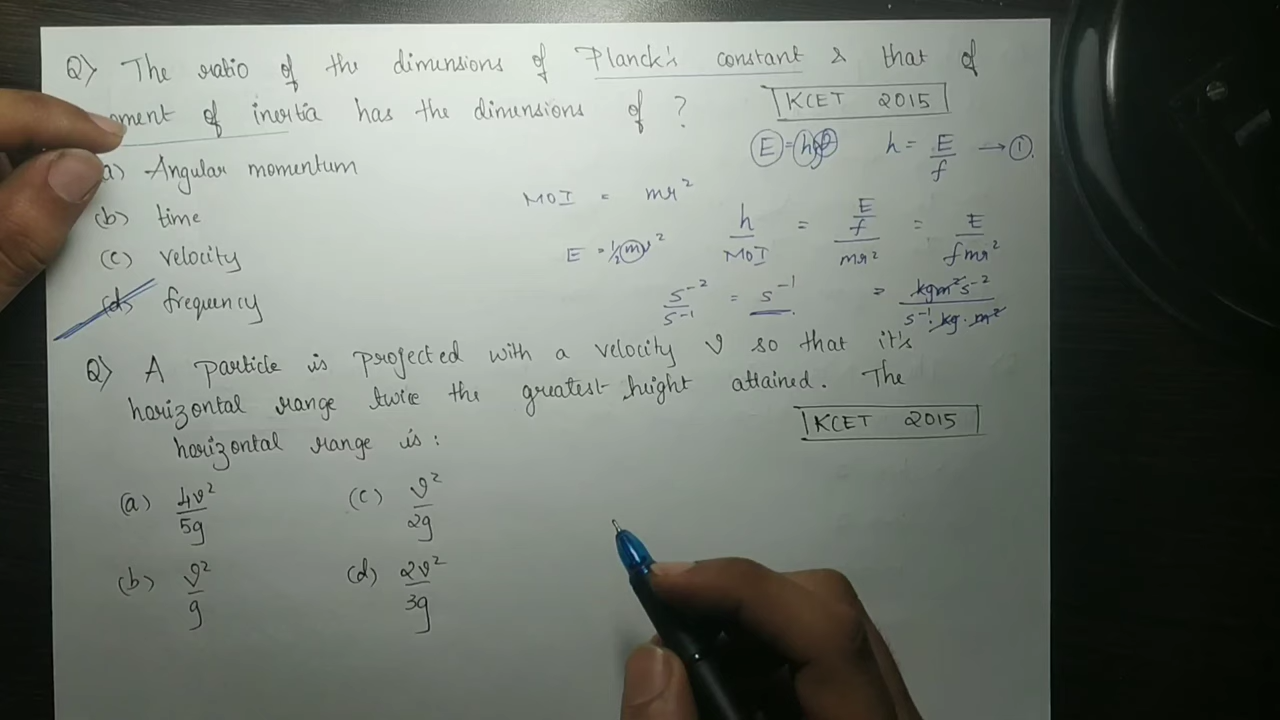 Q) The ratio of the dimensions of Planck's constant & that of
oment of inertia has the dimensions of ?
KCET 2015
E = h
h = E/f → ①.
a) Angular momentum
MOI = mr²
(b) time
h/MOI = E/f/mr² = E/fmr²
E = ½mv²
(c) velocity
s⁻²/s⁻¹ = s⁻¹.
= kgm²s⁻²/s⁻¹·kg·m²
(d) frequency
Q) A particle is projected with a velocity v so that it's
horizontal range twice the greatest height attained. The
horizontal range is :
KCET 2015
(a) 4v²/5g
(c) v²/2g
(b) v²/g
(d) 2v²/3g